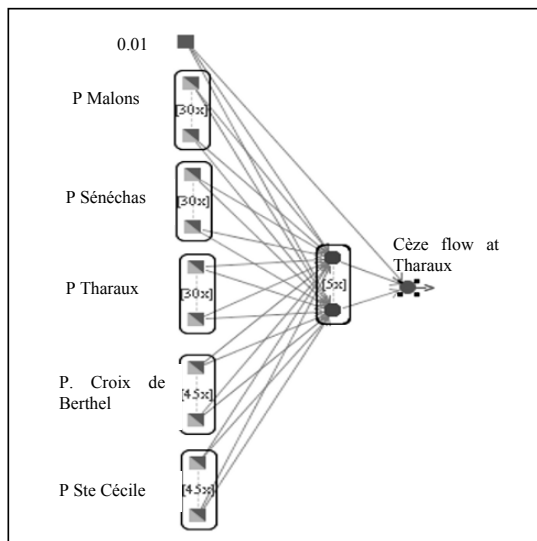 0.01
P Malons
[30x]
P Sénéchas
[30x]
P Tharaux
[30x]
P. Croix de
Berthel
[45x]
P Ste Cécile
[45x]
[5x]
Cèze flow at
Tharaux